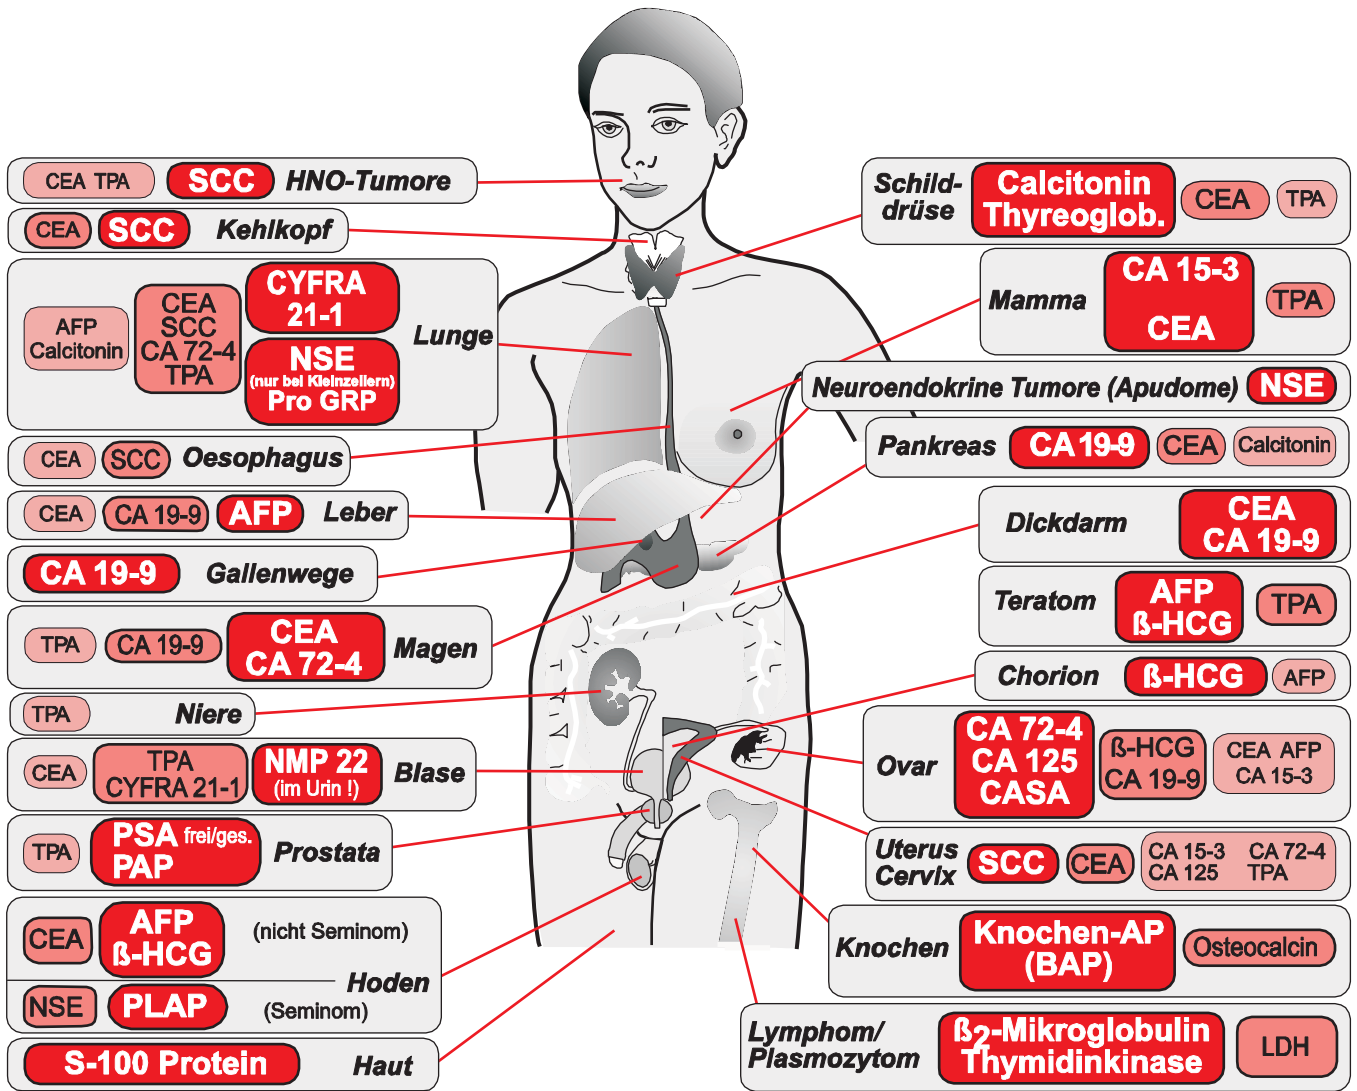 CEA TPA SCC HNO-Tumore
CEA SCC Kehlkopf
AFP
Calcitonin
CEA
SCC
CA 72-4
TPA
CYFRA
21-1
NSE
(nur bei Kleinzellern)
Pro GRP
Lunge
CEA SCC Oesophagus
CEA CA 19-9 AFP Leber
CA 19-9 Gallenwege
TPA CA 19-9
CEA
CA 72-4
Magen
TPA Niere
CEA
TPA
CYFRA 21-1
NMP 22
(im Urin !)
Blase
TPA
PSA frei/ges.
PAP
Prostata
CEA
AFP
ß-HCG
(nicht Seminom)
Hoden
NSE PLAP (Seminom)
S-100 Protein Haut
Schild-
drüse
Calcitonin
Thyreoglob.
CEA TPA
Mamma
CA 15-3
CEA
TPA
Neuroendokrine Tumore (Apudome) NSE
Pankreas CA 19-9 CEA Calcitonin
Dickdarm
CEA
CA 19-9
Teratom
AFP
ß-HCG
TPA
Chorion ß-HCG AFP
Ovar
CA 72-4
CA 125
CASA
ß-HCG
CA 19-9
CEA AFP
CA 15-3
Uterus
Cervix
SCC CEA
CA 15-3 CA 72-4
CA 125 TPA
Knochen
Knochen-AP
(BAP)
Osteocalcin
Lymphom/
Plasmozytom
ß2-Mikroglobulin
Thymidinkinase
LDH